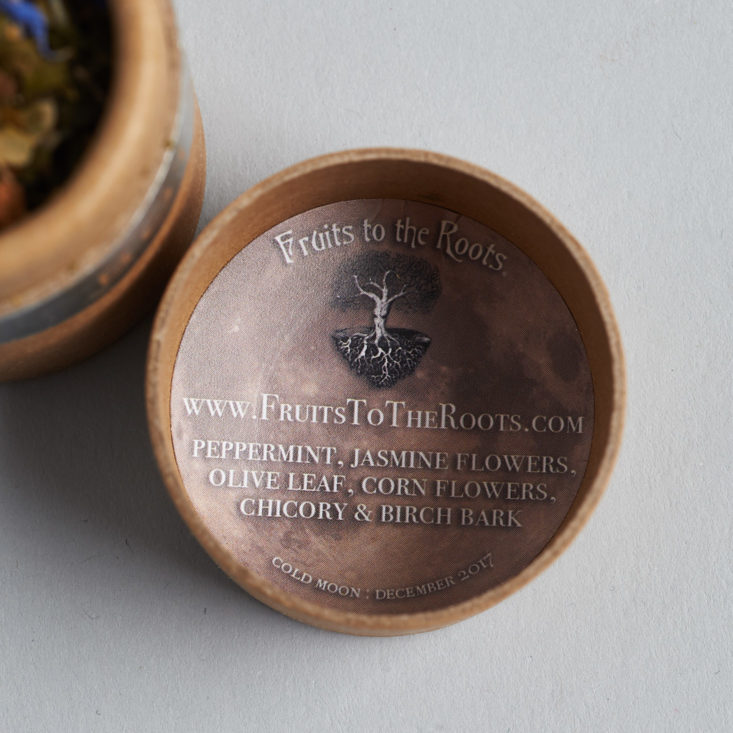 Fruits to the Roots
www.FruitsToTheRoots.com
PEPPERMINT, JASMINE FLOWERS,
OLIVE LEAF, CORN FLOWERS,
CHICORY & BIRCH BARK
COLD MOON : DECEMBER 2017